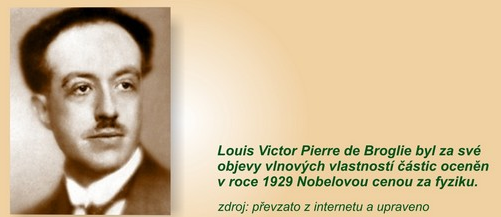 Louis Victor Pierre de Broglie byl za své
objevy vlnových vlastností částic oceněn
v roce 1929 Nobelovou cenou za fyziku.
zdroj: převzato z internetu a upraveno